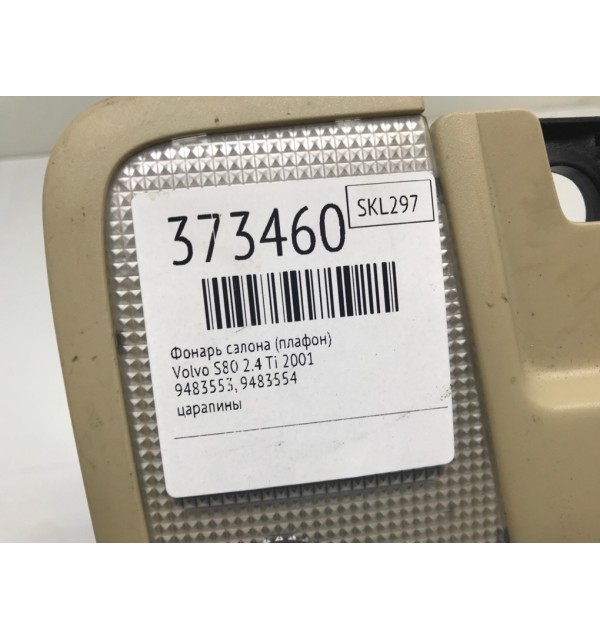 373460
SKL297
Фонарь салона (плафон)
Volvo S80 2.4 Ti 2001
9483553, 9483554
царапины